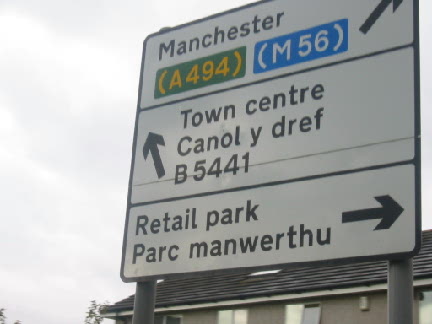 Manchester
(A494) (M56)
Town centre
Canol y dref
B5441
Retail park
Parc manwerthu